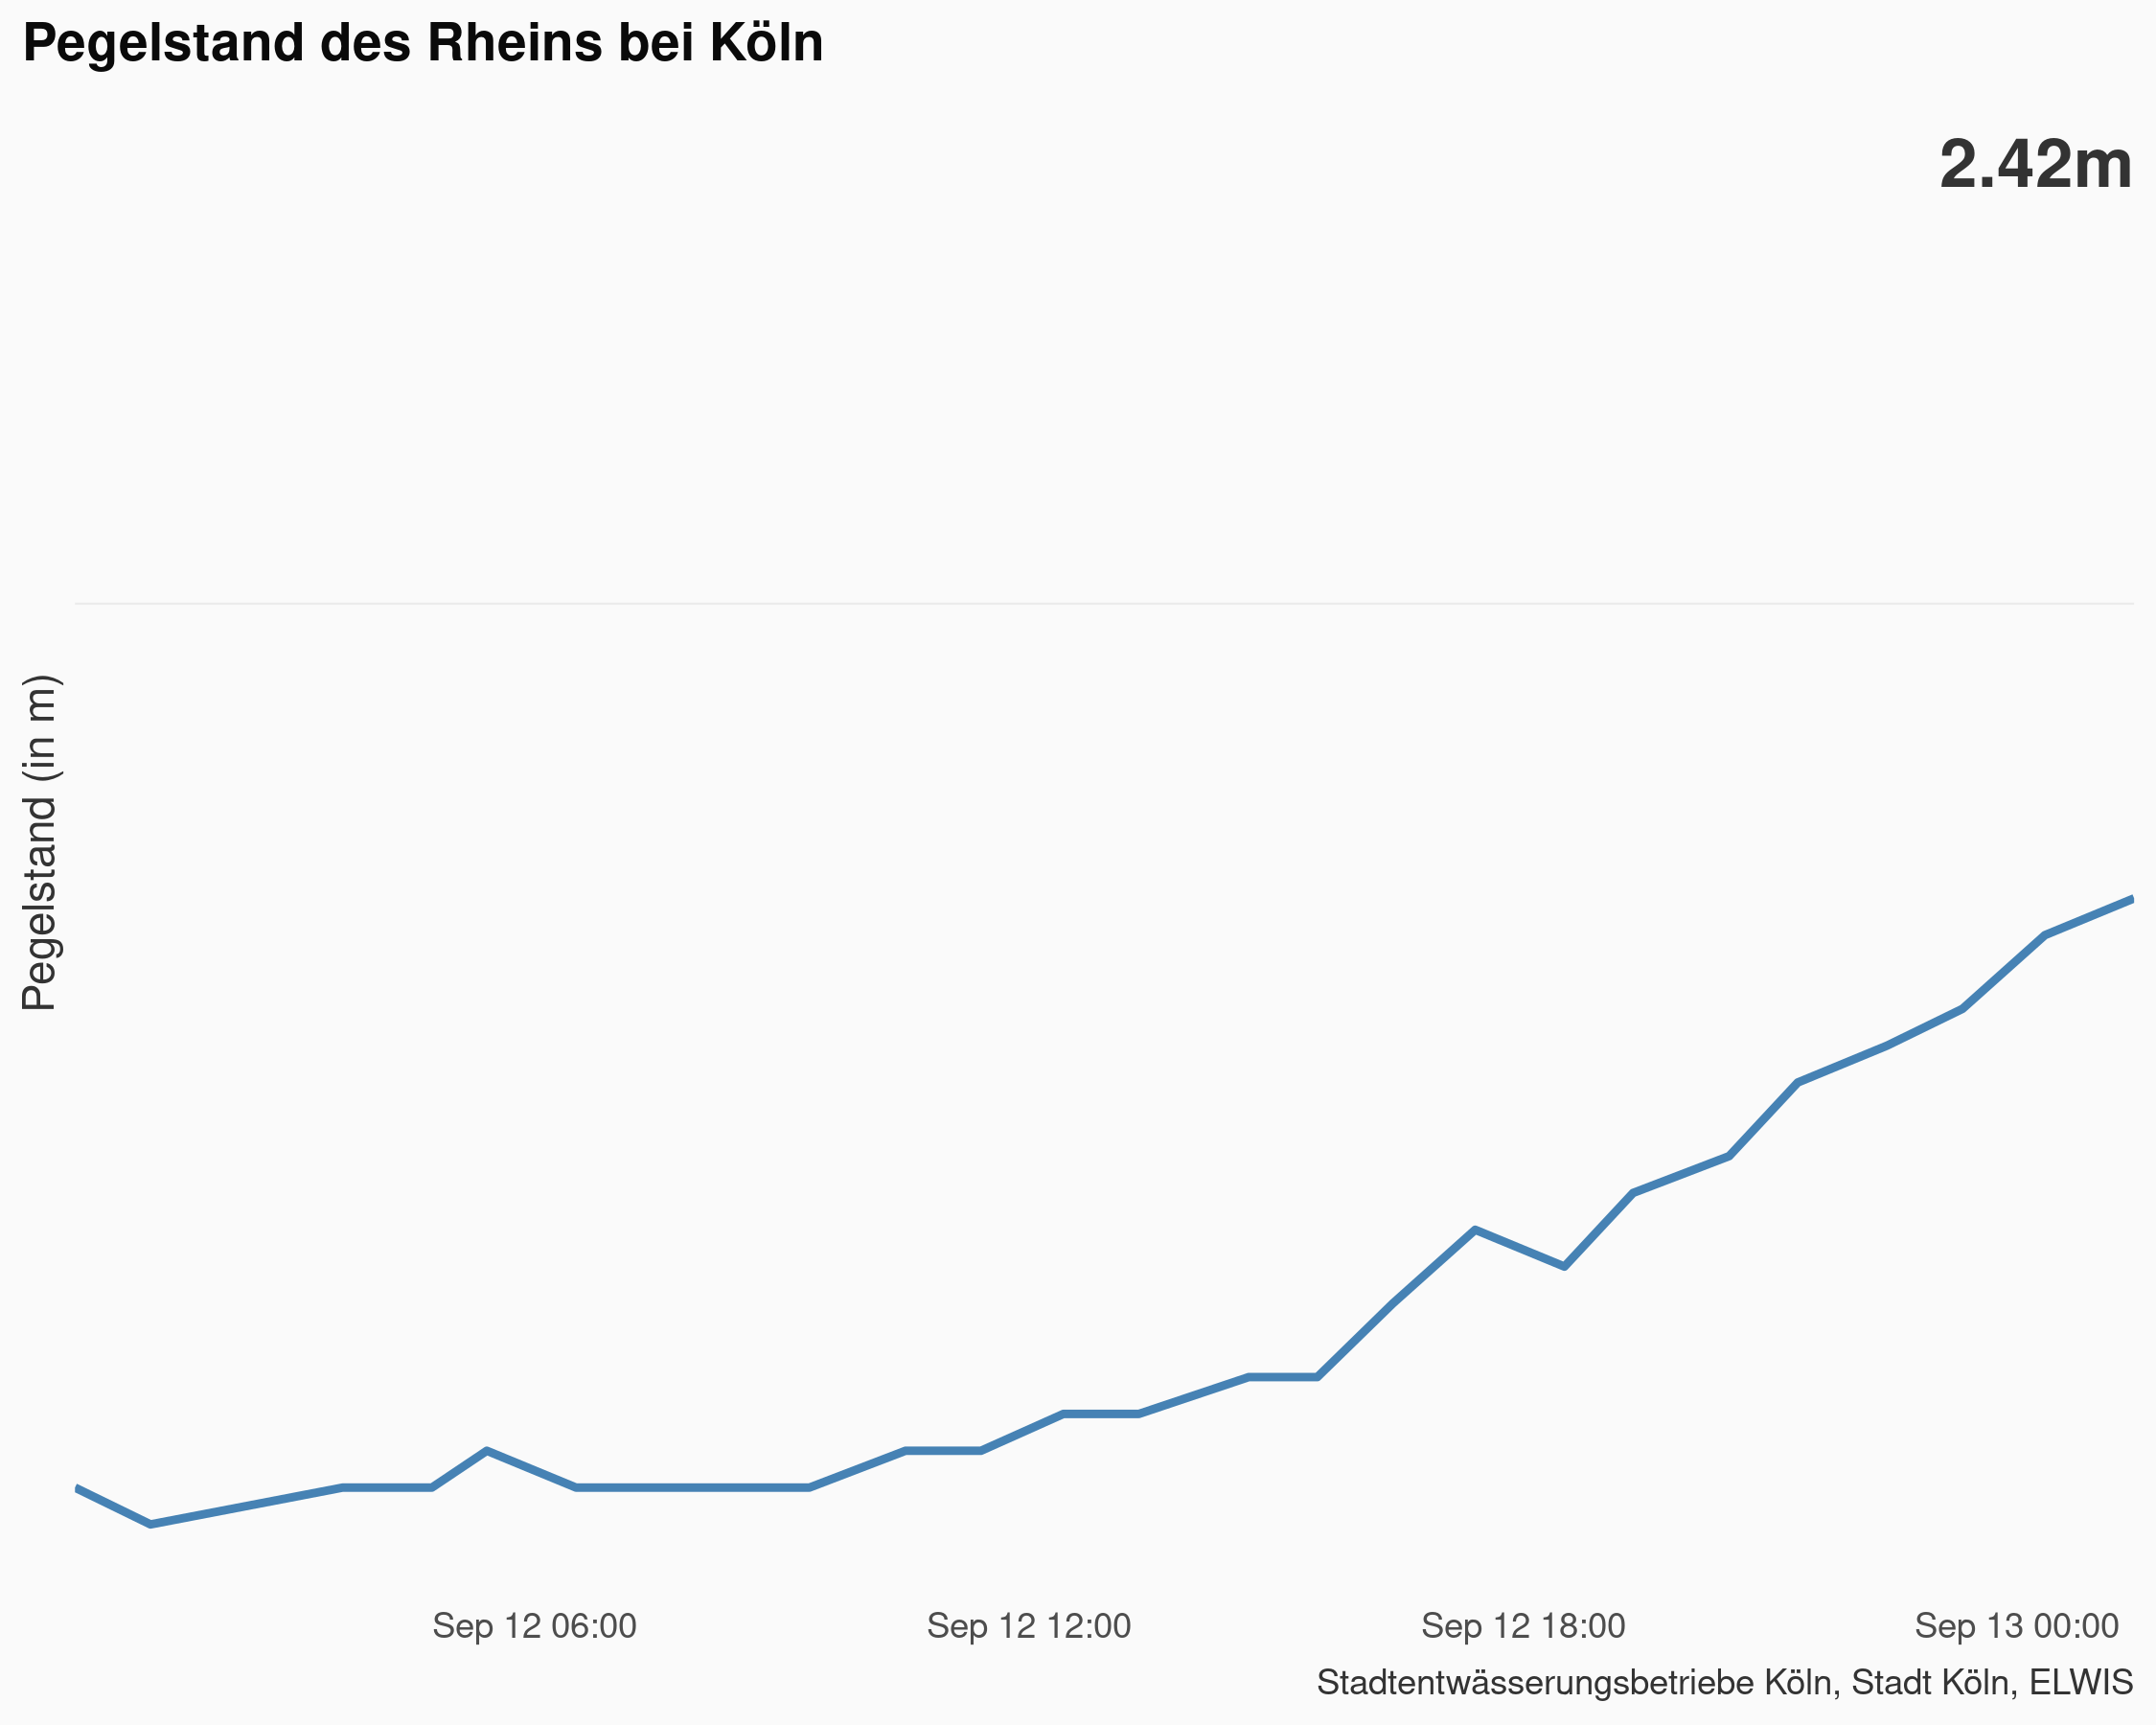 Pegelstand des Rheins bei Köln
2.42m
Pegelstand (in m)
Sep 12 06:00
Sep 12 12:00
Sep 12 18:00
Sep 13 00:00
Stadtentwässerungsbetriebe Köln, Stadt Köln, ELWIS